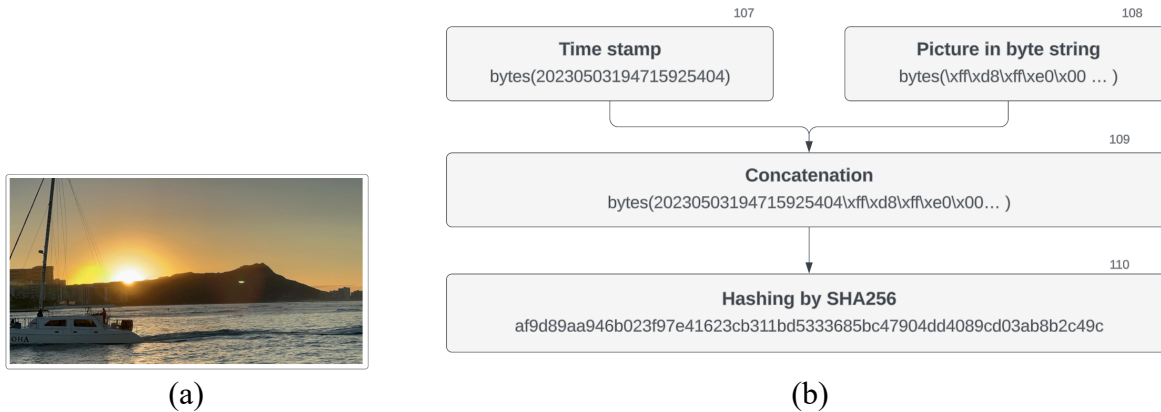 107
Time stamp
bytes(20230503194715925404)
108
Picture in byte string
bytes(\xff\xd8\xff\xe0\x00 ... )
109
Concatenation
bytes(20230503194715925404\xff\xd8\xff\xe0\x00... )
110
Hashing by SHA256
af9d89aa946b023f97e41623cb311bd5333685bc47904dd4089cd03ab8b2c49c
OHA
(a)
(b)